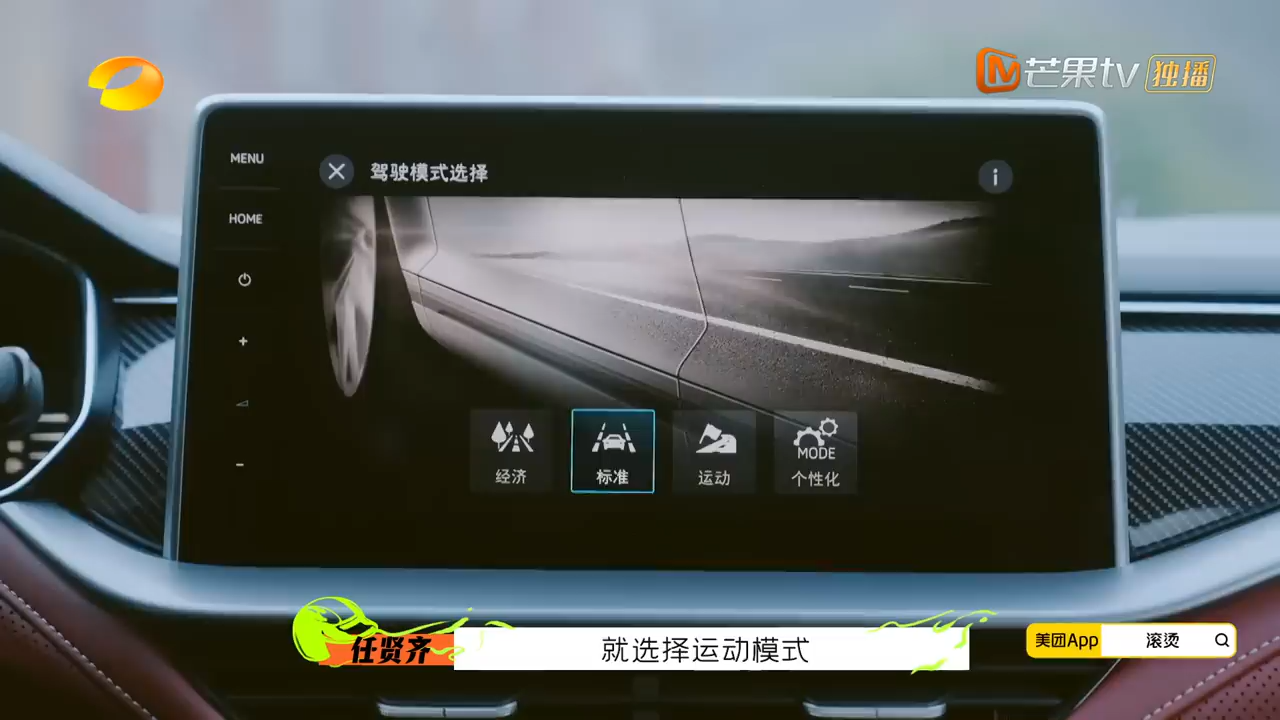 芒果tv 独播
MENU
驾驶模式选择
HOME
经济
标准
运动
MODE
个性化
任贤齐
就选择运动模式
美团App
滚烫